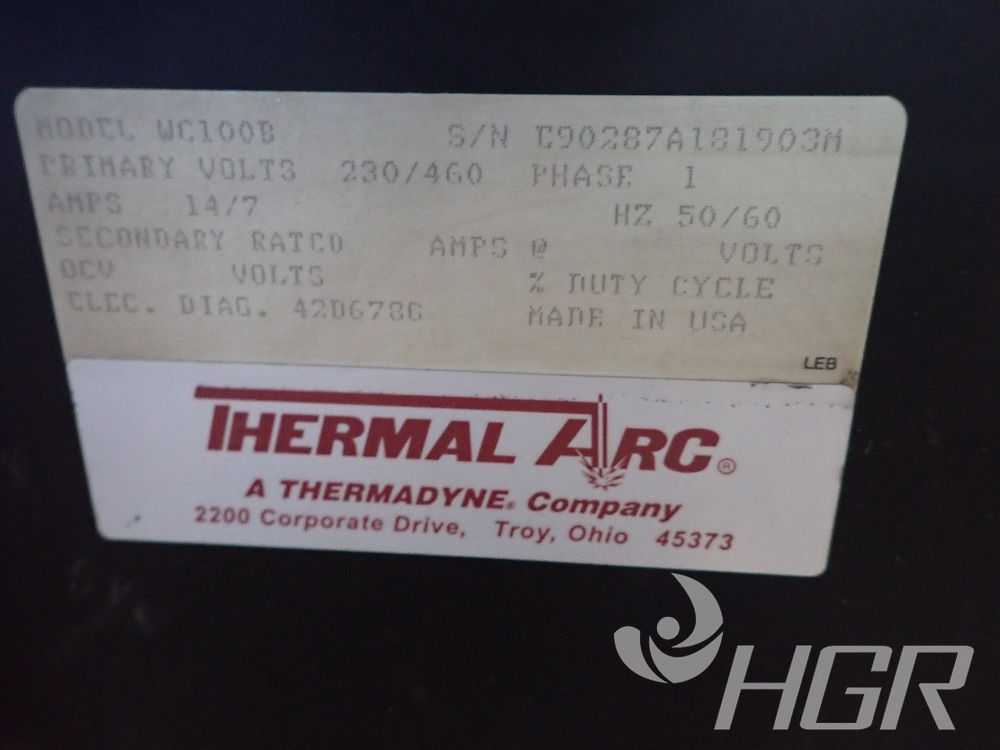 MODEL WC100B S/N C90287A181903M
PRIMARY VOLTS 230/460 PHASE 1
AMPS 14/7 HZ 50/60
SECONDARY RATCD AMPS @ VOLTS
OCV VOLTS % DUTY CYCLE
ELEC. DIAG. 42D678C MADE IN USA
LEB
THERMAL ARC®
A THERMADYNE® Company
2200 Corporate Drive, Troy, Ohio 45373
HGR